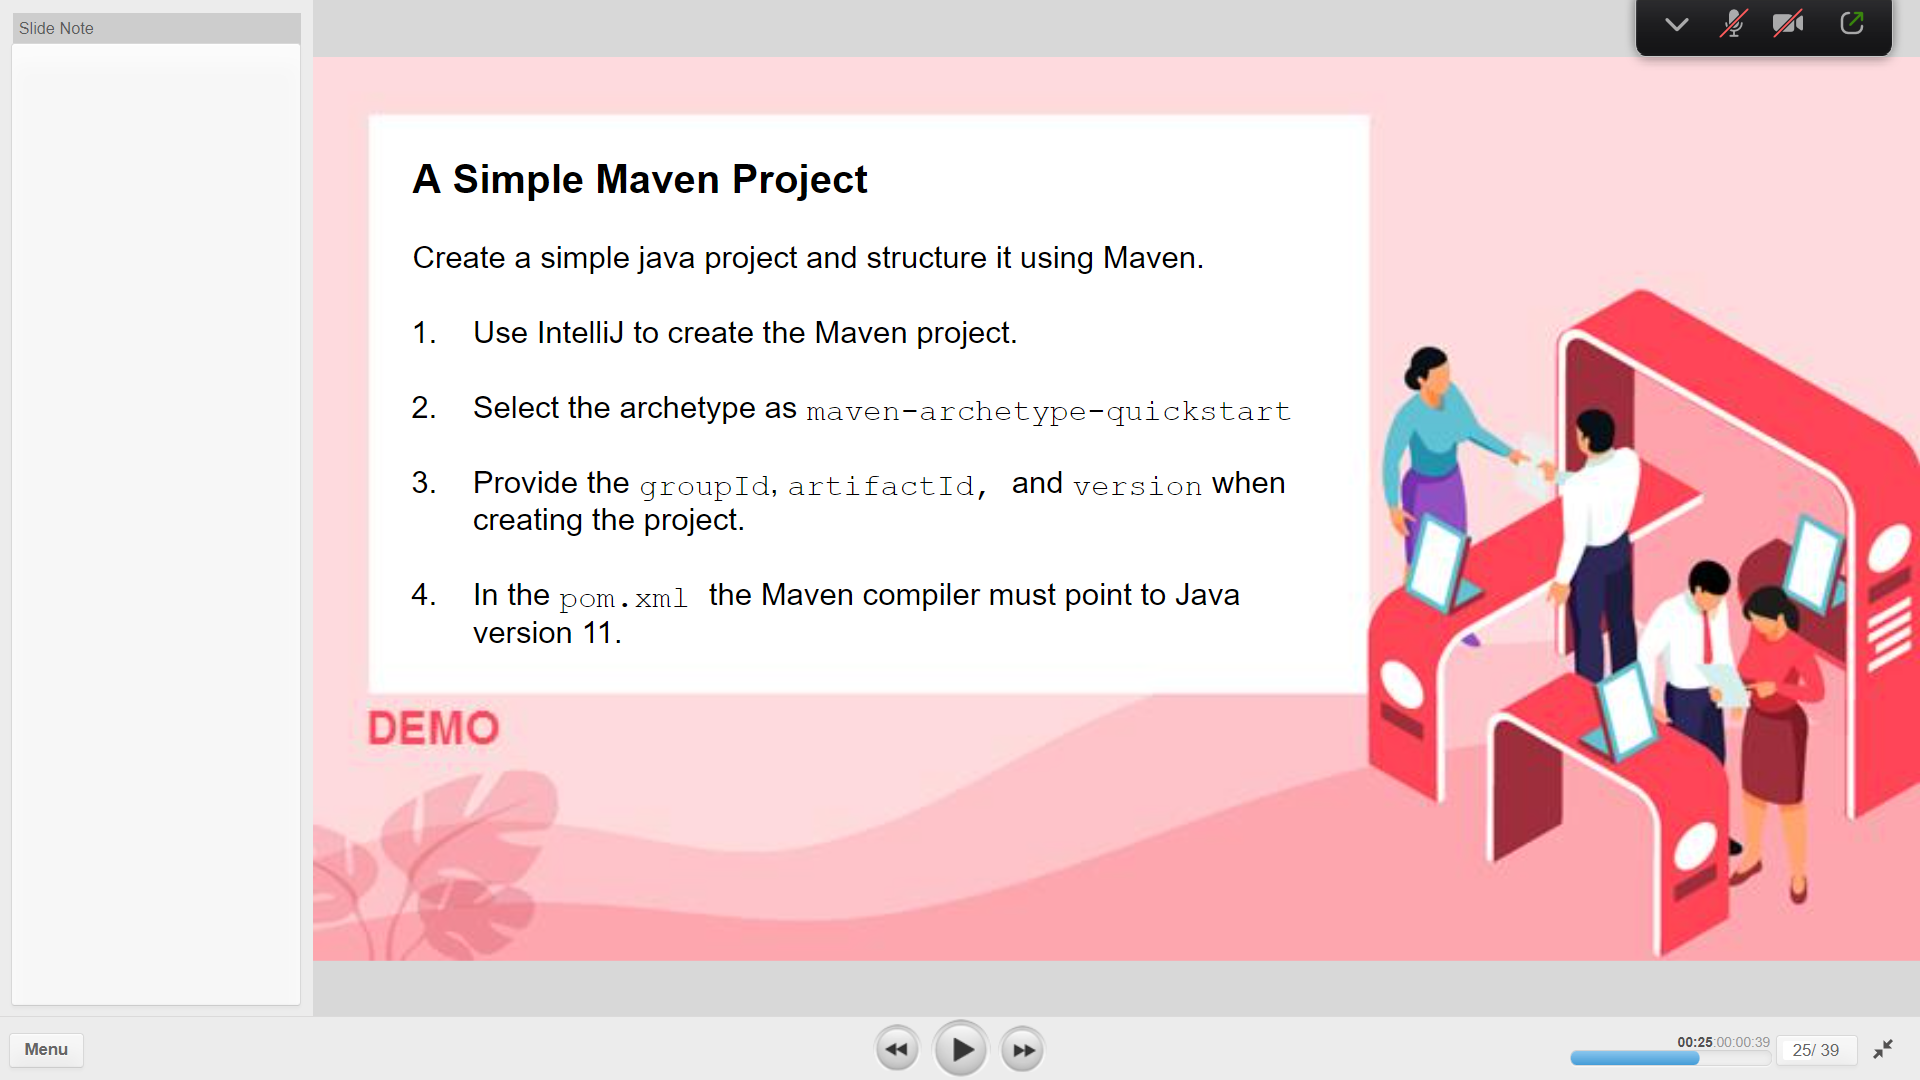 Slide Note
A Simple Maven Project
Create a simple java project and structure it using Maven.
1. Use IntelliJ to create the Maven project.
2. Select the archetype as maven-archetype-quickstart
3. Provide the groupId, artifactId, and version when
creating the project.
4. In the pom.xml the Maven compiler must point to Java
version 11.
DEMO
Menu
00:25:00:00:39
25/ 39